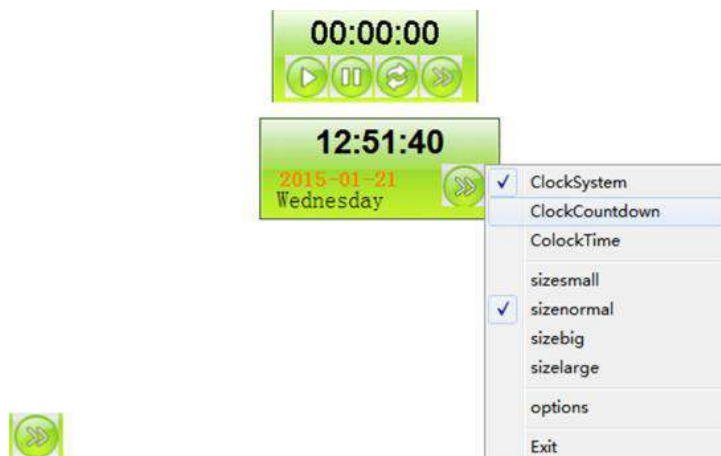 00:00:00
12:51:40
2015-01-21
Wednesday
ClockSystem
ClockCountdown
ColockTime
sizesmall
sizenormal
sizebig
sizelarge
options
Exit